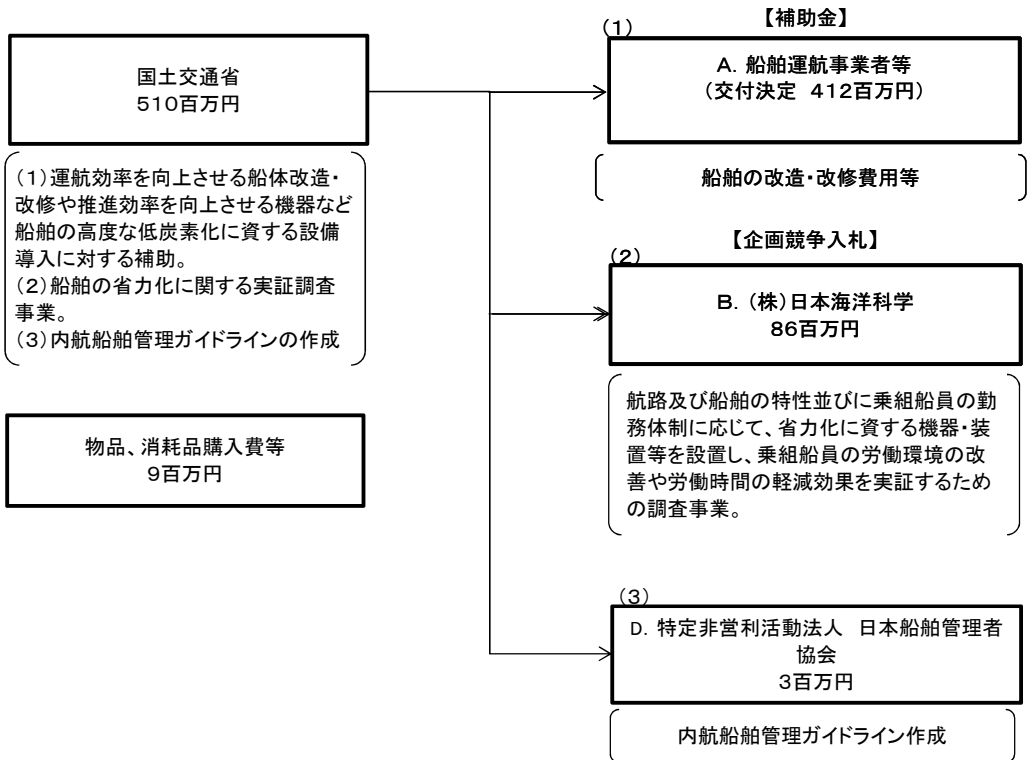 国土交通省
510百万円
(1)運航効率を向上させる船体改造・
改修や推進効率を向上させる機器など
船舶の高度な低炭素化に資する設備
導入に対する補助。
(2)船舶の省力化に関する実証調査
事業。
(3)内航船舶管理ガイドラインの作成
物品、消耗品購入費等
9百万円
【補助金】
(1)
A. 船舶運航事業者等
(交付決定 412百万円)
船舶の改造・改修費用等
【企画競争入札】
(2)
B. (株)日本海洋科学
86百万円
航路及び船舶の特性並びに乗組船員の勤
務体制に応じて、省力化に資する機器・装
置等を設置し、乗組船員の労働環境の改
善や労働時間の軽減効果を実証するため
の調査事業。
(3)
D. 特定非営利活動法人 日本船舶管理者
協会
3百万円
内航船舶管理ガイドライン作成